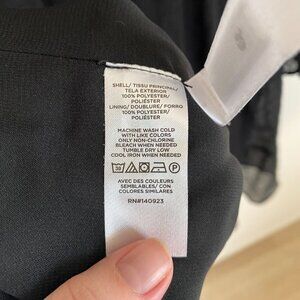 SHELL/ TISSU PRINCIPAL/
TELA EXTERIOR
100% POLYESTER/
POLIÉSTER
LINING/ DOUBLURE/ FORRO
100% POLYESTER/
POLIÉSTER
MACHINE WASH COLD
WITH LIKE COLORS
ONLY NON-CHLORINE
BLEACH WHEN NEEDED
TUMBLE DRY LOW
COOL IRON WHEN NEEDED
AVEC DES COULEURS
SEMBLABLES/ CON
COLORES SIMILARES
RN#140923